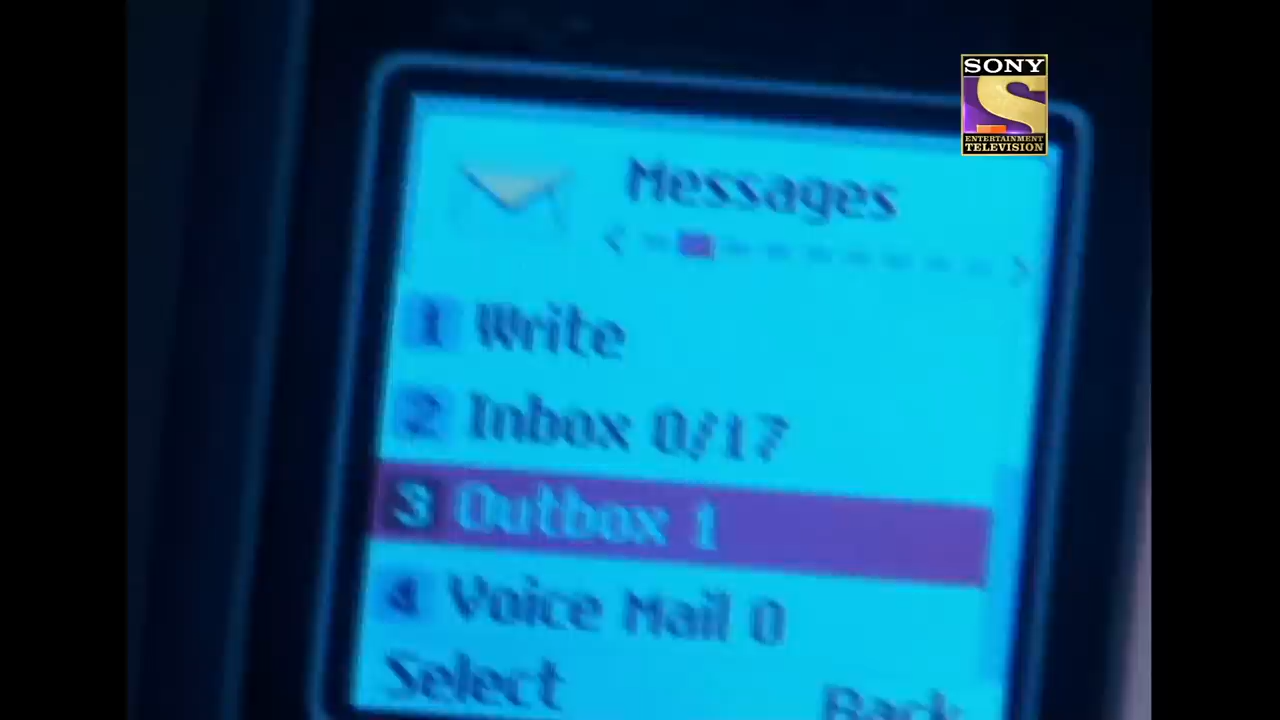 SONY
ENTERTAINMENT
TELEVISION
Messages
1 Write
2 Inbox 0/17
3 Outbox 1
4 Voice Mail 0
Select Back